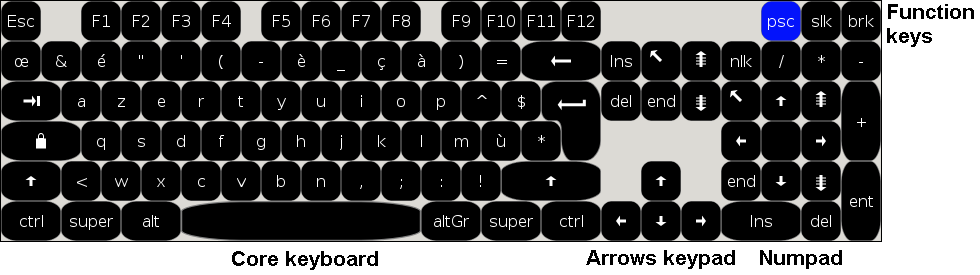 Esc F1 F2 F3 F4 F5 F6 F7 F8 F9 F10 F11 F12 psc slk brk
Function
keys
œ & é " ' ( - è _ ç à ) = ← Ins ↖ ⇞ nlk / * -
⇥ a z e r t y u i o p ^ $ ↵ del end ⇟ ↖ ↑ ⇞ +
q s d f g h j k l m ù * ← →
↑ < w x c v b n , ; : ! ↑ ↑ end ↓ ⇟ ent
ctrl super alt altGr super ctrl ← ↓ → Ins del
Core keyboard
Arrows keypad
Numpad